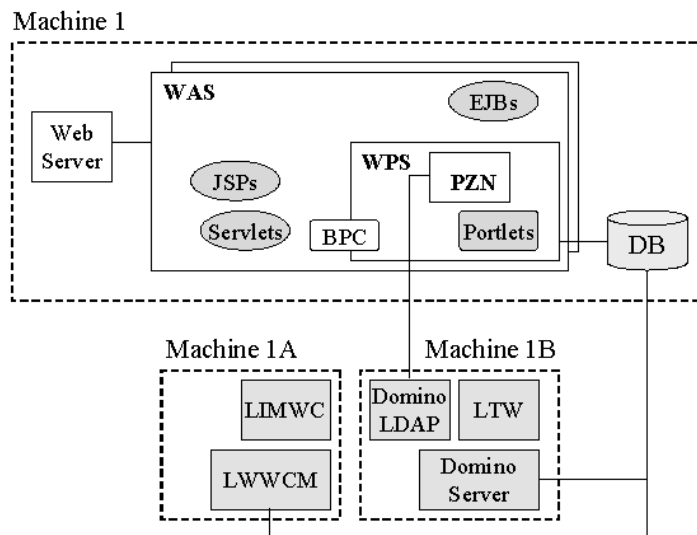 Machine 1
WAS
EJBs
Web
Server
WPS
PZN
JSPs
Servlets
BPC
Portlets
DB
Machine 1A
Machine 1B
LIMWC
Domino
LDAP
LTW
LWWCM
Domino
Server